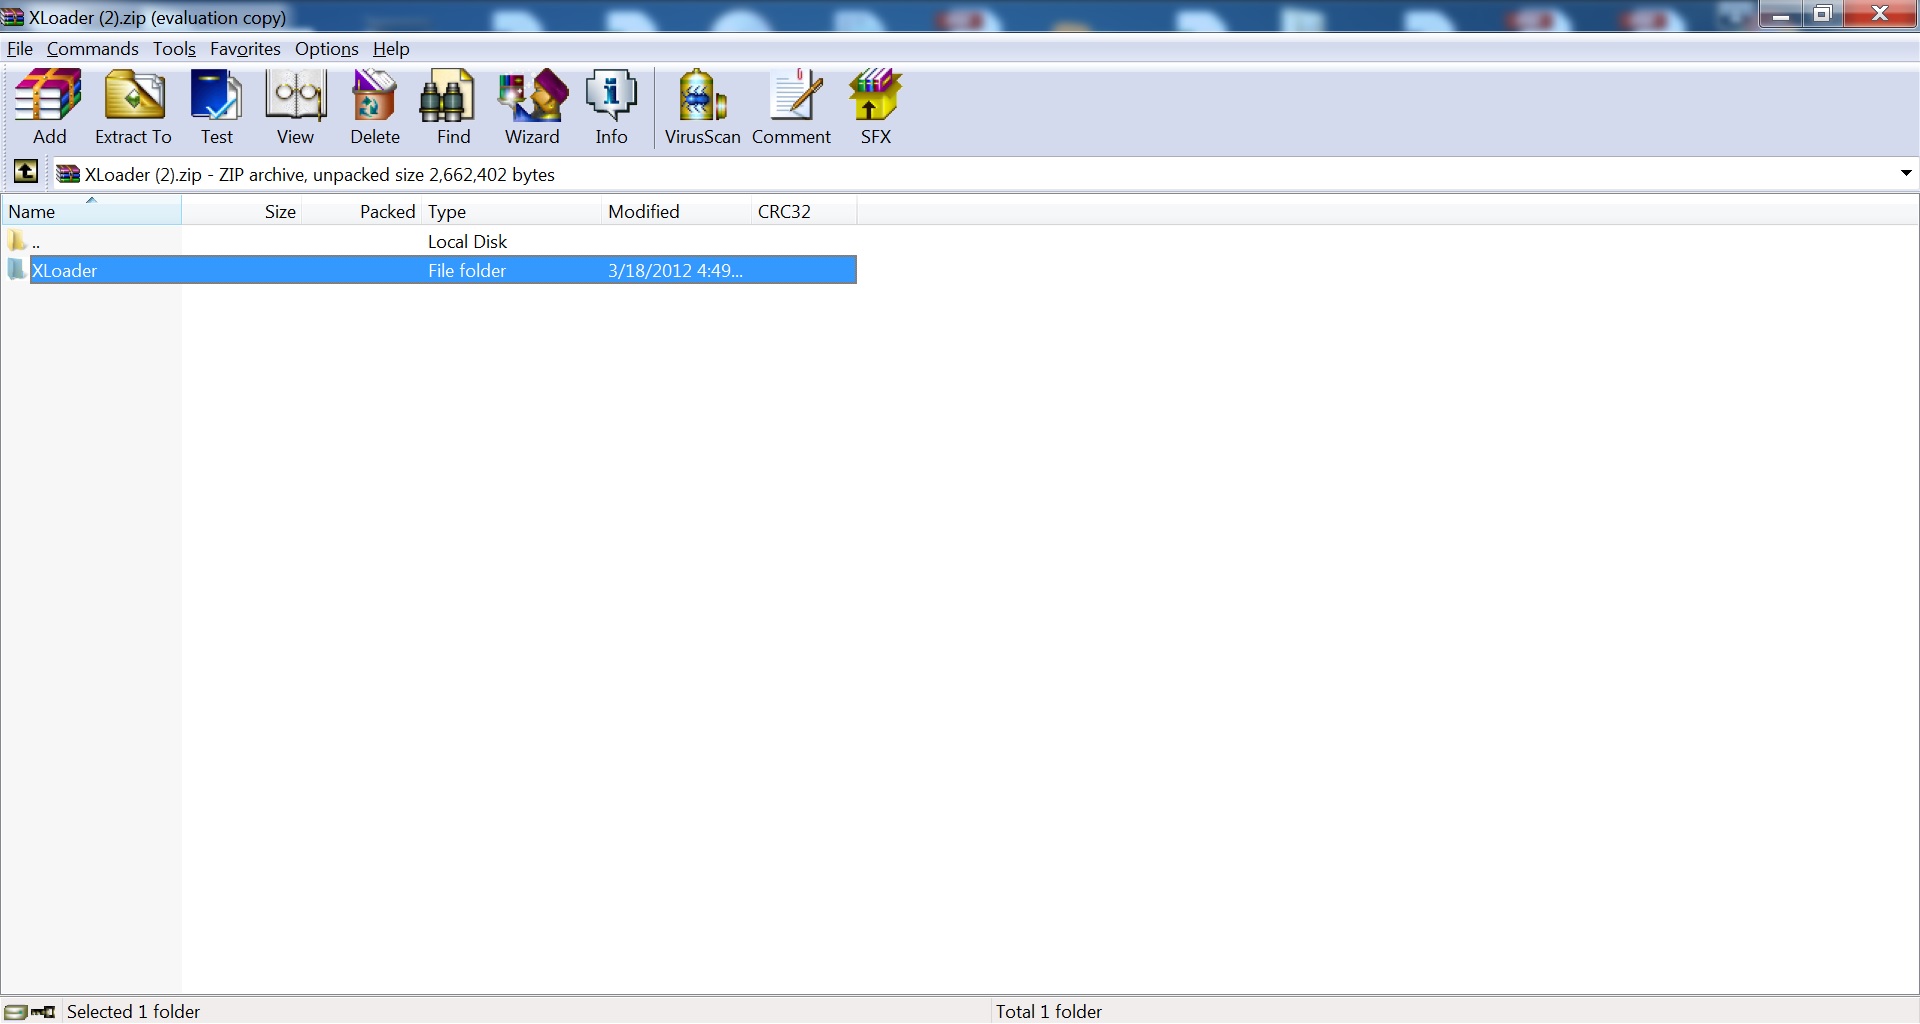 XLoader (2).zip (evaluation copy)
File Commands Tools Favorites Options Help
Add Extract To Test View Delete Find Wizard Info VirusScan Comment SFX
XLoader (2).zip - ZIP archive, unpacked size 2,662,402 bytes
Name Size Packed Type Modified CRC32
.. Local Disk
XLoader File folder 3/18/2012 4:49...
Selected 1 folder Total 1 folder